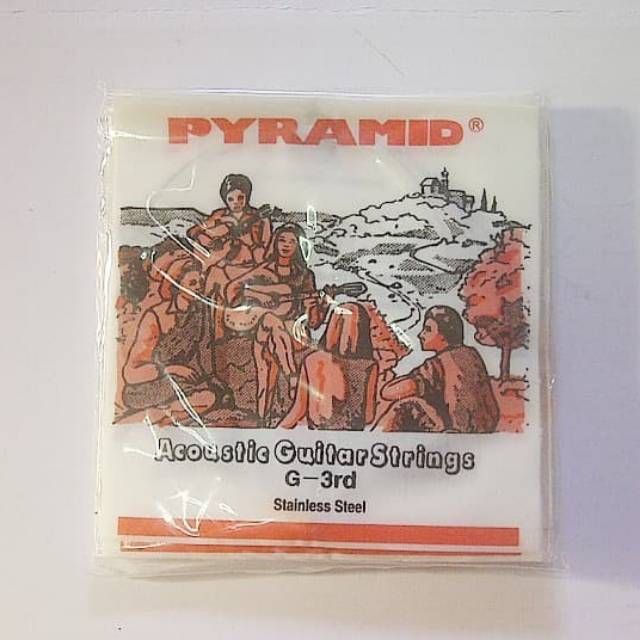 PYRAMID®
Acoustic Guitar Strings
G-3rd
Stainless Steel